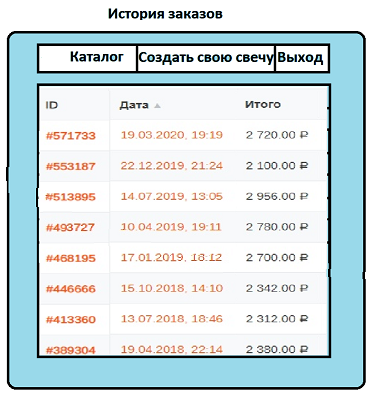 История заказов
Каталог Создать свою свечу Выход
ID Дата Итого
#571733 19.03.2020, 19:19 2 720.00 ₽
#553187 22.12.2019, 21:24 2 100.00 ₽
#513895 14.07.2019, 13:05 2 956.00 ₽
#493727 10.04.2019, 19:11 2 780.00 ₽
#468195 17.01.2019, 18:12 2 700.00 ₽
#446666 15.10.2018, 14:10 2 342.00 ₽
#413360 13.07.2018, 18:46 2 312.00 ₽
#389304 19.04.2018, 22:14 2 380.00 ₽